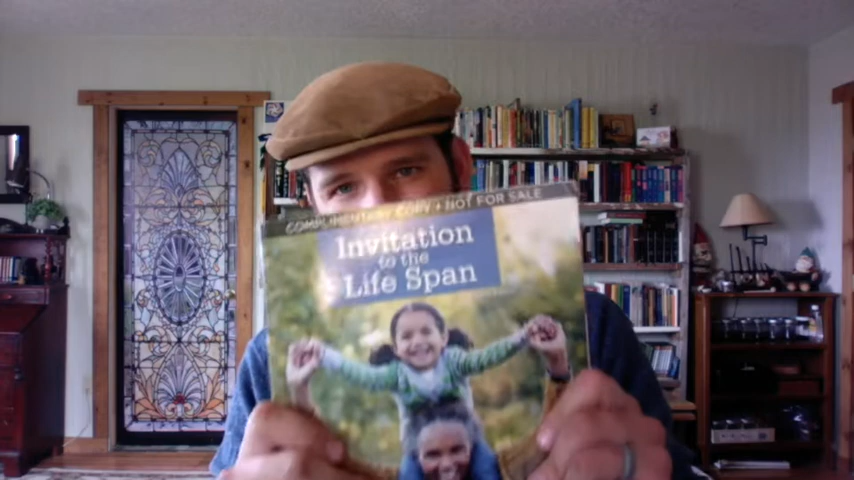 COMPLIMENTARY COPY • NOT FOR SALE
Invitation
to the
Life Span